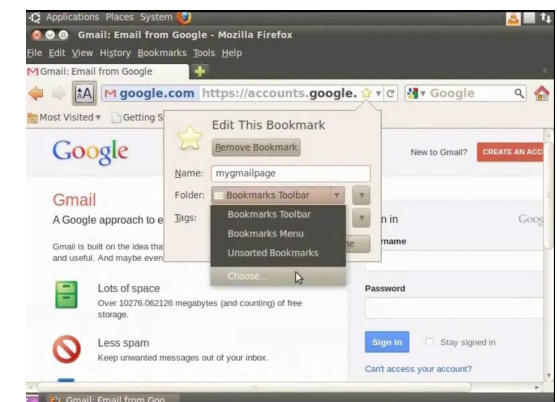 Applications Places System
Gmail: Email from Google - Mozilla Firefox
File Edit View History Bookmarks Tools Help
Gmail: Email from Google
google.com https://accounts.google. Google
Most Visited Getting S
Edit This Bookmark
Remove Bookmark
Google
New to Gmail? CREATE AN ACC
Name: mygmailpage
Folder: Bookmarks Toolbar
Gmail
A Google approach to e
Tags:
Bookmarks Toolbar
Bookmarks Menu
Unsorted Bookmarks
Choose...
n in Goog
rname
Gmail is built on the idea tha
and useful. And maybe even
Lots of space
Over 10276.062126 megabytes (and counting) of free
storage.
Password
Less spam
Keep unwanted messages out of your inbox.
Sign in Stay signed in
Can't access your account?
Gmail: Email from Goo